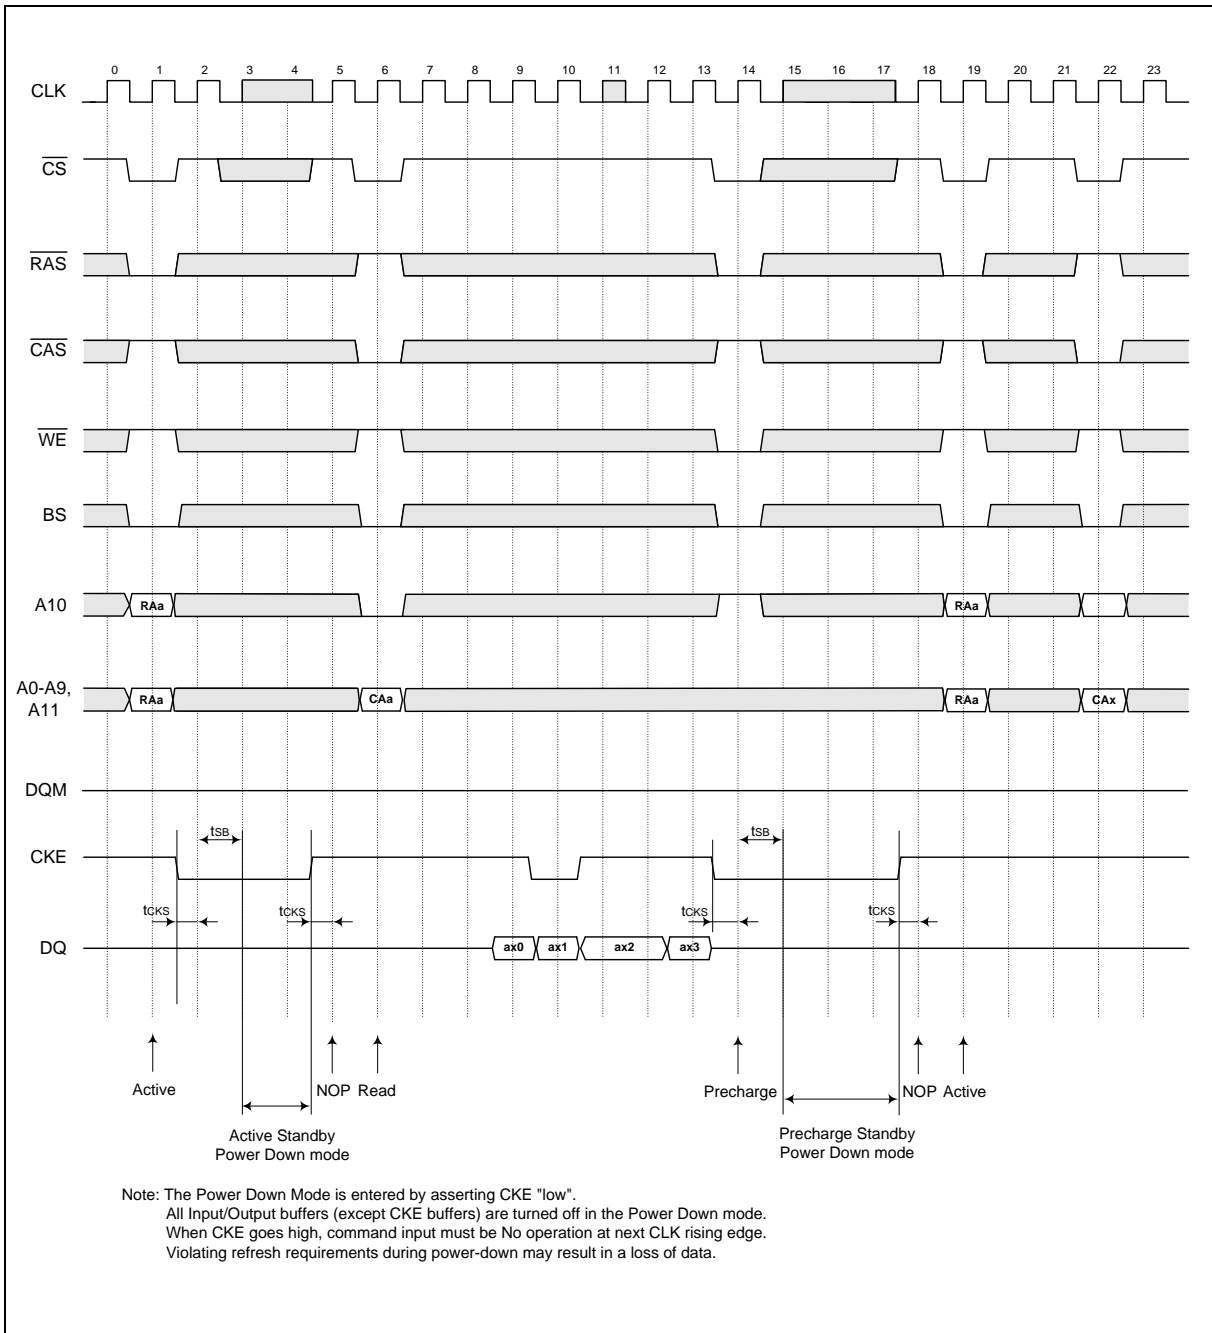 0 1 2 3 4 5 6 7 8 9 10 11 12 13 14 15 16 17 18 19 20 21 22 23
CLK
CS
RAS
CAS
WE
BS
A10 RAa RAa
A0-A9,
A11 RAa CAa RAa CAx
DQM
tSB tSB
CKE
tCKS tCKS tCKS tCKS
DQ ax0 ax1 ax2 ax3
Active NOP Read Precharge NOP Active
Active Standby
Power Down mode
Precharge Standby
Power Down mode
Note: The Power Down Mode is entered by asserting CKE "low".
All Input/Output buffers (except CKE buffers) are turned off in the Power Down mode.
When CKE goes high, command input must be No operation at next CLK rising edge.
Violating refresh requirements during power-down may result in a loss of data.